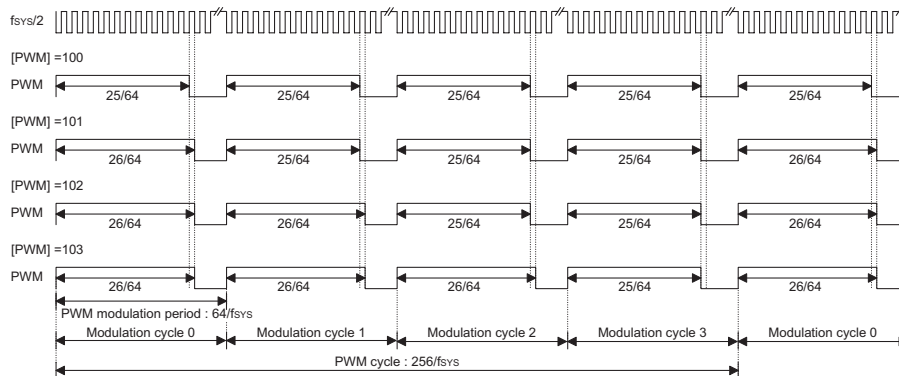 fSYS/2
[PWM] =100
PWM
25/64 25/64 25/64 25/64 25/64
[PWM] =101
PWM
26/64 25/64 25/64 25/64 26/64
[PWM] =102
PWM
26/64 26/64 25/64 25/64 26/64
[PWM] =103
PWM
26/64 26/64 26/64 25/64 26/64
PWM modulation period : 64/fSYS
Modulation cycle 0 Modulation cycle 1 Modulation cycle 2 Modulation cycle 3 Modulation cycle 0
PWM cycle : 256/fSYS